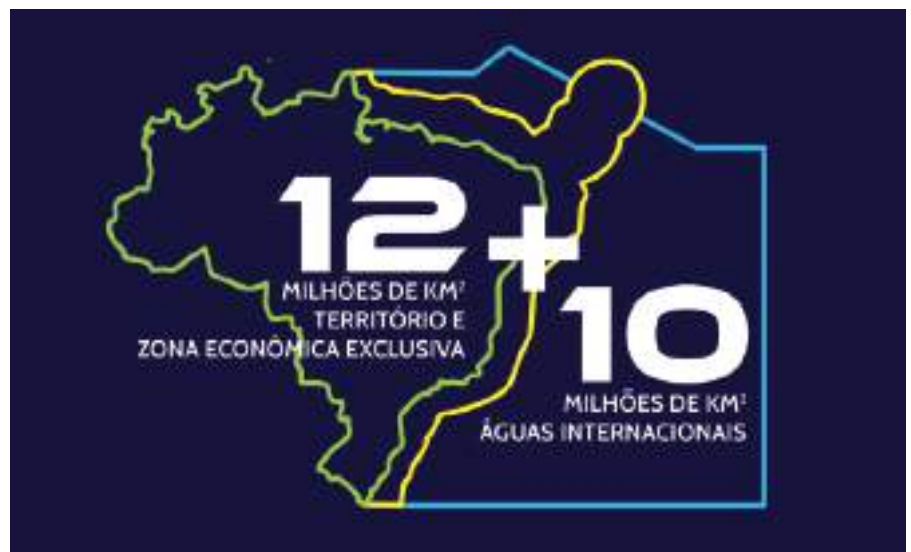 12
MILHÕES DE KM²
TERRITÓRIO E
ZONA ECONÔMICA EXCLUSIVA
+
10
MILHÕES DE KM²
ÁGUAS INTERNACIONAIS